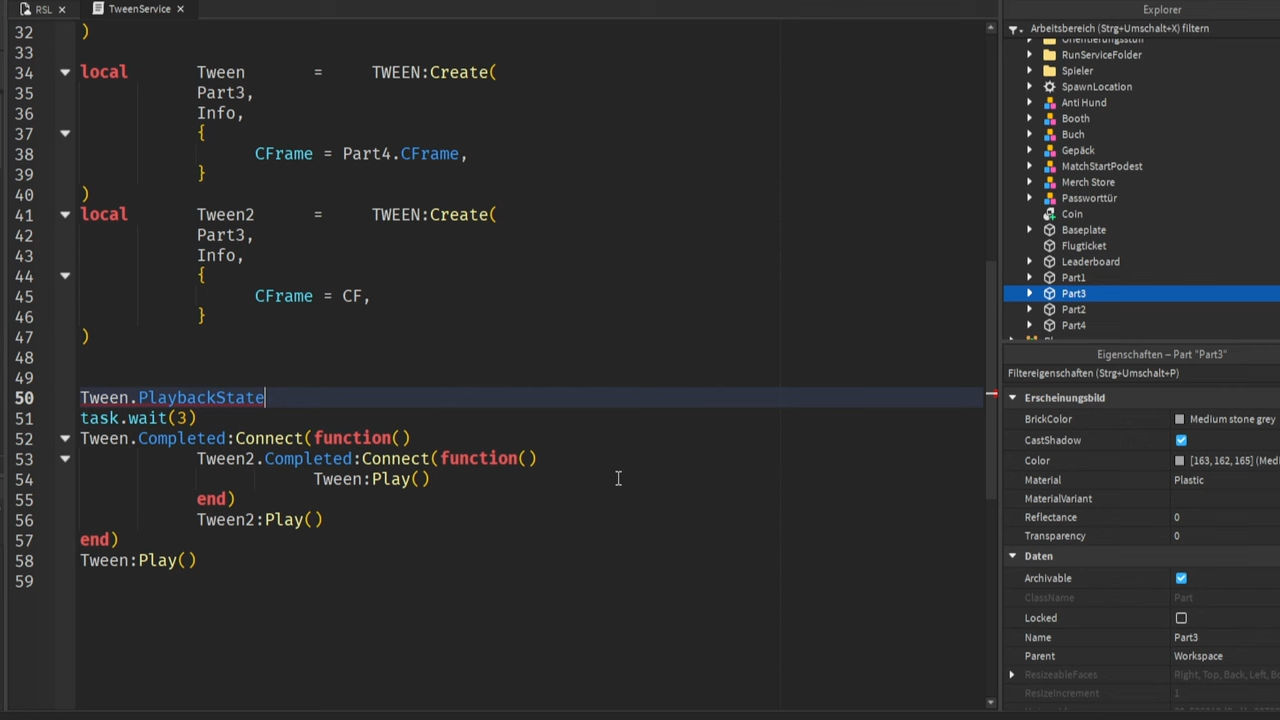 RSL ×
TweenService ×
32 )
33
34 local Tween = TWEEN:Create(
35 Part3,
36 Info,
37 {
38 CFrame = Part4.CFrame,
39 }
40 )
41 local Tween2 = TWEEN:Create(
42 Part3,
43 Info,
44 {
45 CFrame = CF,
46 }
47 )
48
49
50 Tween.PlaybackState
51 task.wait(3)
52 Tween.Completed:Connect(function()
53 Tween2.Completed:Connect(function()
54 Tween:Play()
55 end)
56 Tween2:Play()
57 end)
58 Tween:Play()
59
Explorer
Arbeitsbereich (Strg+Umschalt+X) filtern
RunServiceFolder
Spieler
SpawnLocation
Anti Hund
Booth
Buch
Gepäck
MatchStartPodest
Merch Store
Passworttür
Coin
Baseplate
Flugticket
Leaderboard
Part1
Part3
Part2
Part4
Eigenschaften – Part "Part3"
Filtereigenschaften (Strg+Umschalt+P)
Erscheinungsbild
BrickColor Medium stone grey
CastShadow
Color [163, 162, 165] (Medi
Material Plastic
MaterialVariant
Reflectance 0
Transparency 0
Daten
Archivable
ClassName Part
Locked
Name Part3
Parent Workspace
ResizeableFaces Right, Top, Back, Left, Bo
ResizeIncrement 1